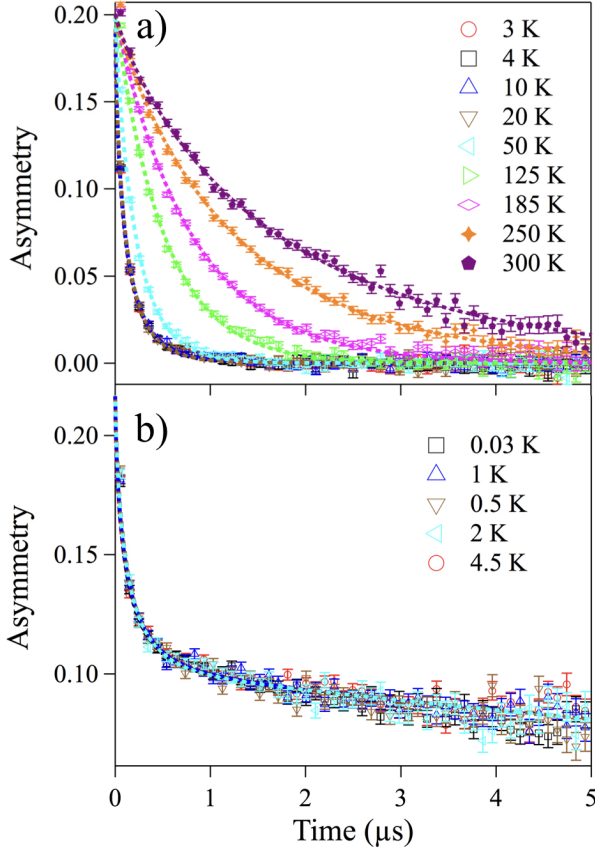 a)
3 K
4 K
10 K
20 K
50 K
125 K
185 K
250 K
300 K
Asymmetry
0.20
0.15
0.10
0.05
0.00
b)
0.03 K
1 K
0.5 K
2 K
4.5 K
Asymmetry
0.20
0.15
0.10
0 1 2 3 4 5
Time (µs)